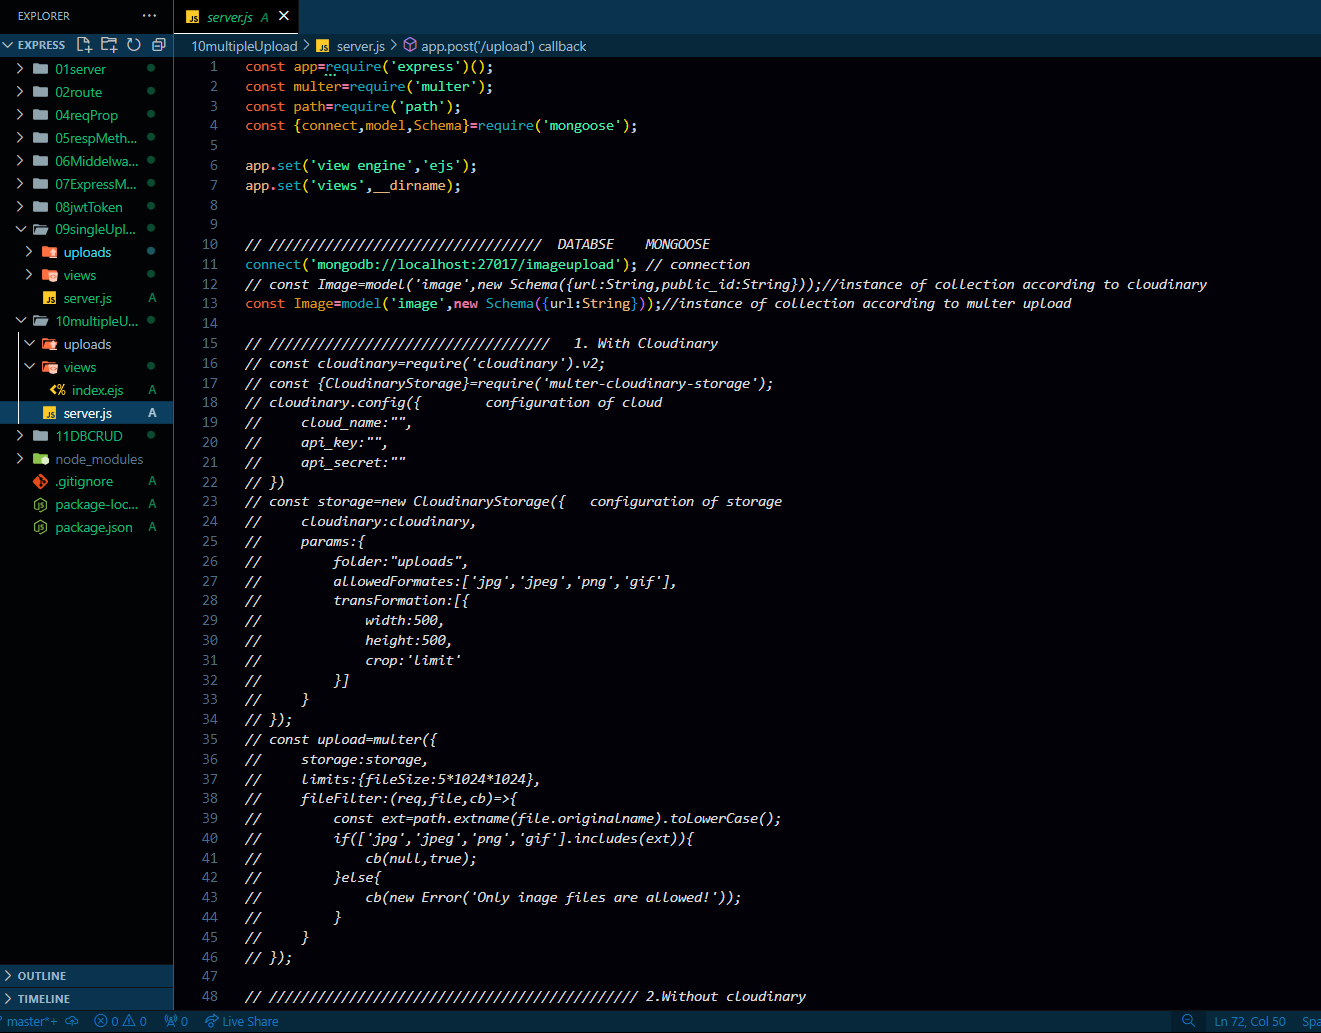 EXPLORER
···
server.js A
EXPRESS
10multipleUpload > server.js > app.post('/upload') callback
01server
02route
04reqProp
05respMeth...
06Middelwa...
07ExpressM...
08jwtToken
09singleUpl...
uploads
views
server.js A
10multipleU...
uploads
views
index.ejs A
server.js A
11DBCRUD
node_modules
.gitignore A
package-loc... A
package.json A
OUTLINE
TIMELINE
1 const app=require('express')();
2 const multer=require('multer');
3 const path=require('path');
4 const {connect,model,Schema}=require('mongoose');
5
6 app.set('view engine','ejs');
7 app.set('views',__dirname);
8
9
10 // ////////////////////////////////// DATABSE MONGOOSE
11 connect('mongodb://localhost:27017/imageupload'); // connection
12 // const Image=model('image',new Schema({url:String,public_id:String}));//instance of collection according to cloudinary
13 const Image=model('image',new Schema({url:String}));//instance of collection according to multer upload
14
15 // /////////////////////////////////// 1. With Cloudinary
16 // const cloudinary=require('cloudinary').v2;
17 // const {CloudinaryStorage}=require('multer-cloudinary-storage');
18 // cloudinary.config({ configuration of cloud
19 // cloud_name:"",
20 // api_key:"",
21 // api_secret:""
22 // })
23 // const storage=new CloudinaryStorage({ configuration of storage
24 // cloudinary:cloudinary,
25 // params:{
26 // folder:"uploads",
27 // allowedFormates:['jpg','jpeg','png','gif'],
28 // transFormation:[{
29 // width:500,
30 // height:500,
31 // crop:'limit'
32 // }]
33 // }
34 // });
35 // const upload=multer({
36 // storage:storage,
37 // limits:{fileSize:5*1024*1024},
38 // fileFilter:(req,file,cb)=>{
39 // const ext=path.extname(file.originalname).toLowerCase();
40 // if(['jpg','jpeg','png','gif'].includes(ext)){
41 // cb(null,true);
42 // }else{
43 // cb(new Error('Only inage files are allowed!'));
44 // }
45 // }
46 // });
47
48 // ////////////////////////////////////////////// 2.Without cloudinary
master*+ 0 0 0 Live Share Ln 72, Col 50 Spa